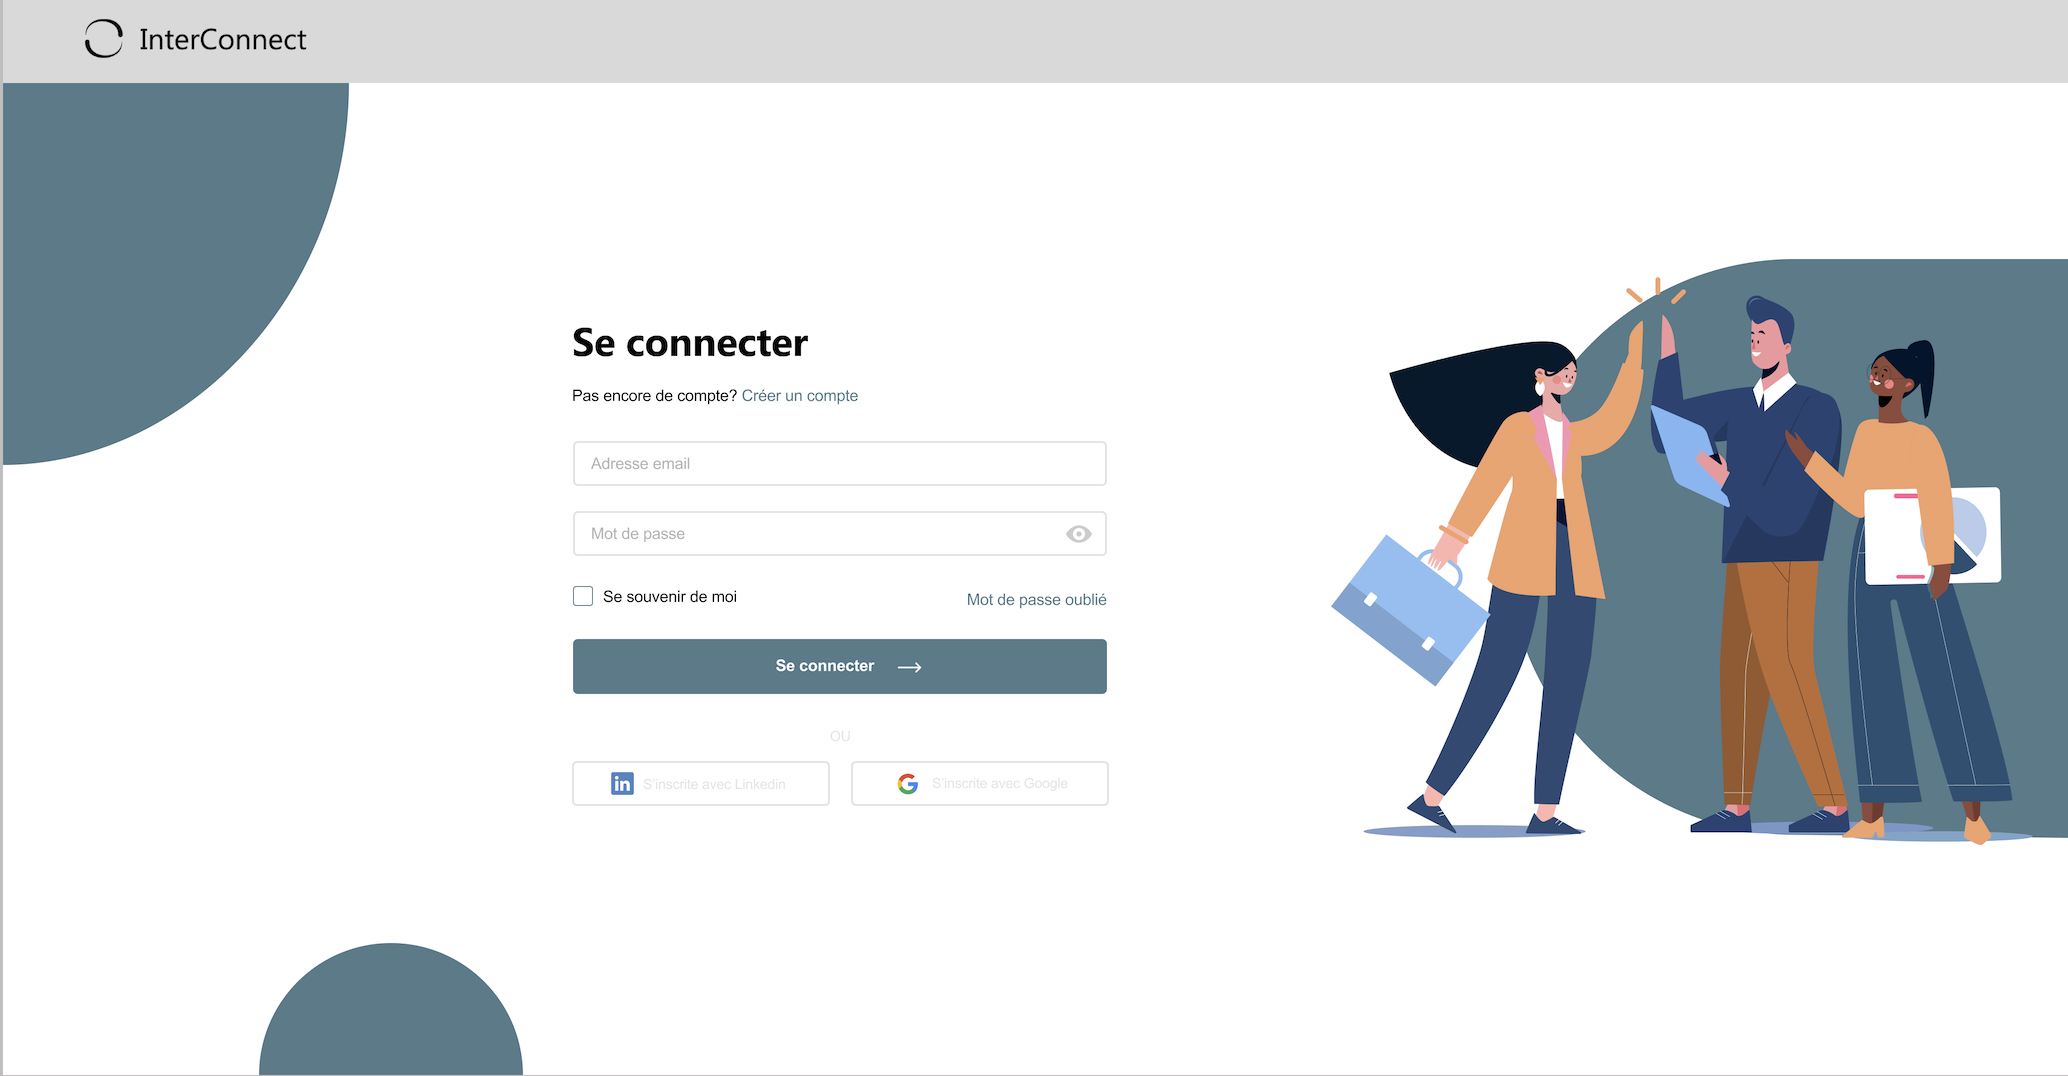 InterConnect
Se connecter
Pas encore de compte? Créer un compte
Adresse email
Mot de passe
Se souvenir de moi
Mot de passe oublié
Se connecter
OU
in S'inscrite avec Linkedin
S'inscrite avec Google